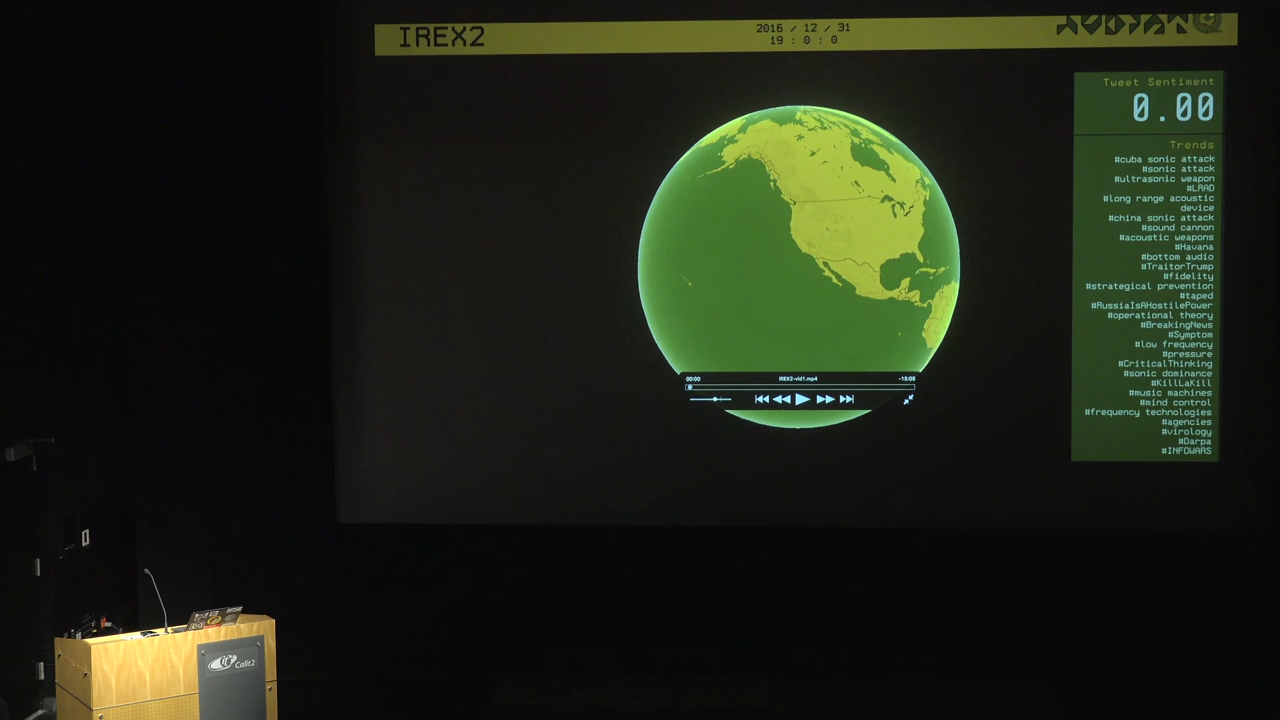 IREX2
2016 / 12 / 31
19 : 0 : 0
Tweet Sentiment
0.00
Trends
#cuba sonic attack
#sonic attack
#ultrasonic weapon
#LRAD
#long range acoustic
device
#china sonic attack
#sound cannon
#acoustic weapons
#Havana
#bottom audio
#TraitorTrump
#fidelity
#strategical prevention
#taped
#RussiaIsAHostilePower
#operational theory
#BreakingNews
#Symptom
#low frequency
#pressure
#CriticalThinking
#sonic dominance
#KillLaKill
#music machines
#mind control
#frequency technologies
#agencies
#virology
#Darpa
#INFOWARS
00:00
IREX2-vid1.mp4
-15:05
Calit2